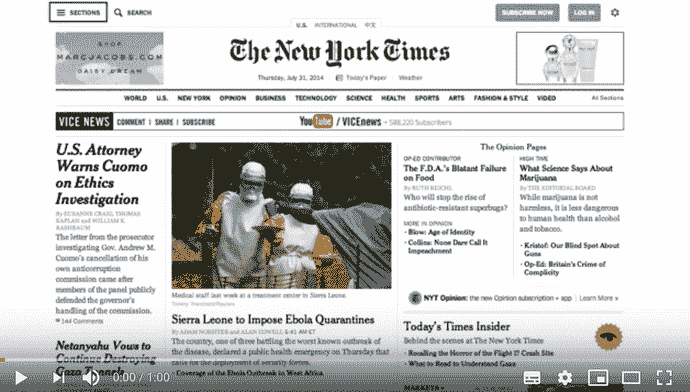 SECTIONS
SEARCH
SUBSCRIBE NOW
LOG IN
U.S. INTERNATIONAL 中文
SHOP
MARCJACOBS.COM
DAISY DREAM
The New York Times
Thursday, July 31, 2014 Today's Paper Weather
WORLD U.S. NEW YORK OPINION BUSINESS TECHNOLOGY SCIENCE HEALTH SPORTS ARTS FASHION & STYLE VIDEO All Sections
VICE NEWS COMMENT | SHARE | SUBSCRIBE YouTube / VICEnews + 588,220 Subscribers
U.S. Attorney
Warns Cuomo
on Ethics
Investigation
By SUSANNE CRAIG, THOMAS
KAPLAN and WILLIAM K.
RASHBAUM
The letter from the prosecutor
investigating Gov. Andrew M.
Cuomo's cancellation of his
own anticorruption
commission came after
members of the panel publicly
defended the governor's
handling of the commission.
144 Comments
Netanyahu Vows to
Continue Destroying
Gaza Tunnels
Medical staff last week at a treatment center in Sierra Leone.
Tommy Trenchard/Reuters
Sierra Leone to Impose Ebola Quarantines
By ADAM NOSSITER and ALAN COWELL 5:41 AM ET
The country, one of three battling the worst known outbreak of
the disease, declared a public health emergency on Thursday that
calls for the deployment of security forces.
Coverage of the Ebola Outbreak in West Africa
The Opinion Pages
OP-ED CONTRIBUTOR
The F.D.A.'s Blatant Failure
on Food
By RUTH REICHL
Who will stop the rise of
antibiotic-resistant superbugs?
MORE IN OPINION
Blow: Age of Identity
Collins: None Dare Call It
Impeachment
HIGH TIME
What Science Says About
Marijuana
By THE EDITORIAL BOARD
While marijuana is not
harmless, it is less dangerous
to human health than alcohol
and tobacco.
Kristof: Our Blind Spot About
Guns
Op-Ed: Britain's Crime of
Complicity
NYT Opinion: the new Opinion subscription + app | Learn More »
Today's Times Insider
Behind the scenes at The New York Times
Recalling the Horror of the Flight 17 Crash Site
What to Read to Understand Gaza
MARKETS »
0:00 / 1:00